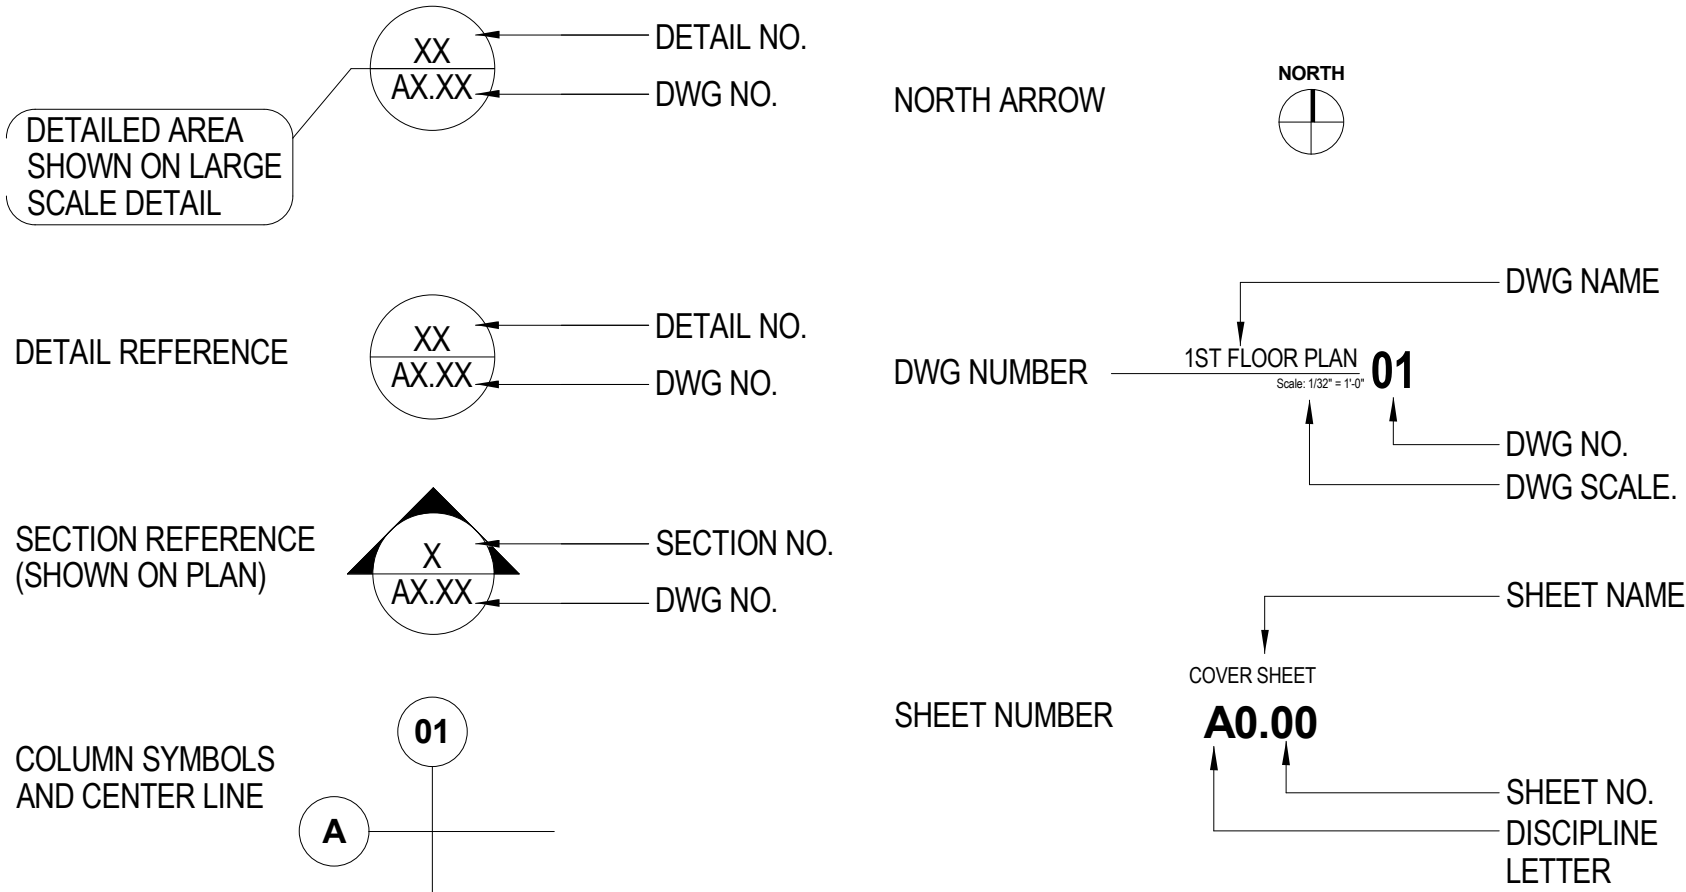 XX
AX.XX
DETAIL NO.
DWG NO.
DETAILED AREA
SHOWN ON LARGE
SCALE DETAIL
DETAIL REFERENCE
XX
AX.XX
DETAIL NO.
DWG NO.
SECTION REFERENCE
(SHOWN ON PLAN)
X
AX.XX
SECTION NO.
DWG NO.
COLUMN SYMBOLS
AND CENTER LINE
01
A
NORTH ARROW
NORTH
DWG NUMBER
DWG NAME
1ST FLOOR PLAN
Scale: 1/32" = 1'-0"
01
DWG NO.
DWG SCALE.
SHEET NUMBER
SHEET NAME
COVER SHEET
A0.00
SHEET NO.
DISCIPLINE
LETTER